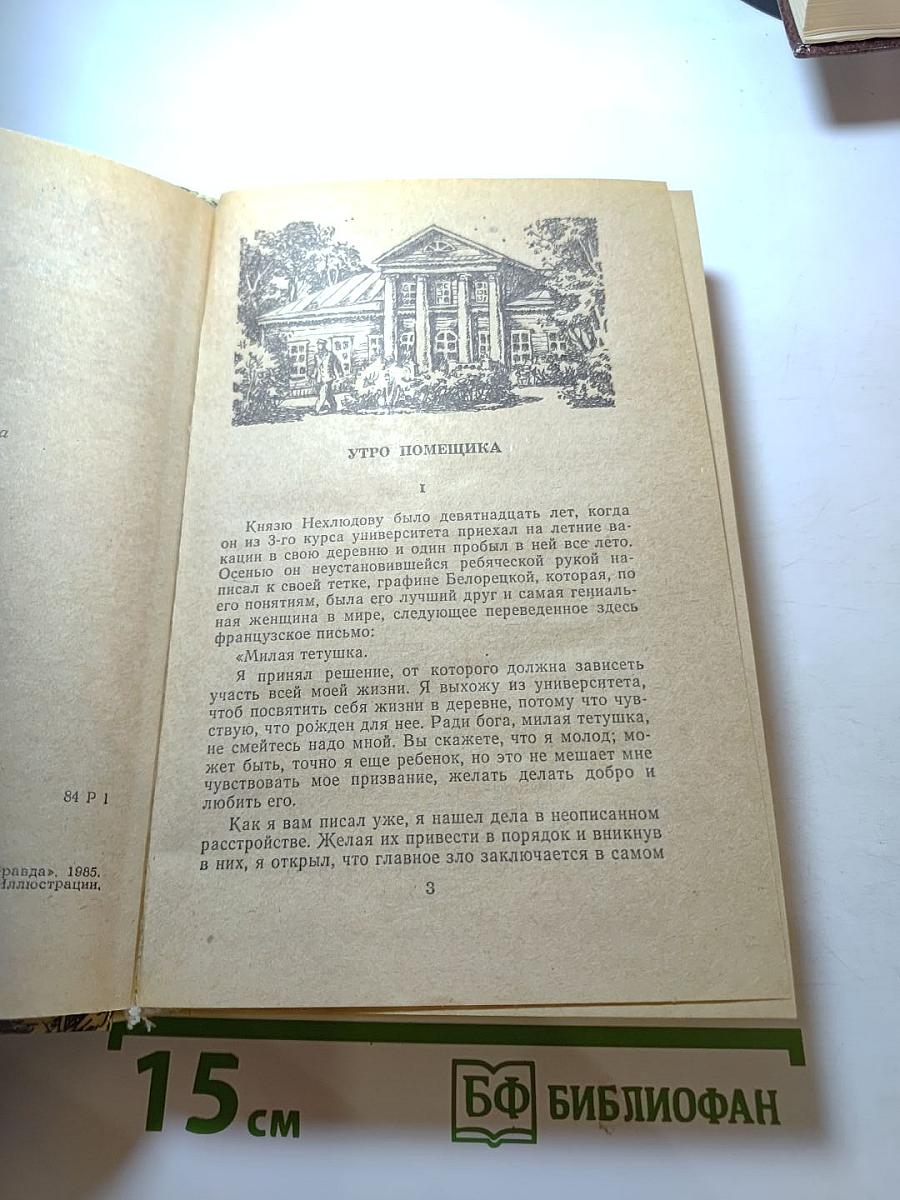 а
84 Р 1
равда». 1985.
Иллюстрации.
УТРО ПОМЕЩИКА
I
Князю Нехлюдову было девятнадцать лет, когда
он из 3-го курса университета приехал на летние ва-
кации в свою деревню и один пробыл в ней все лето.
Осенью он неустановившейся ребяческой рукой на-
писал к своей тетке, графине Белорецкой, которая, по
его понятиям, была его лучший друг и самая гениаль-
ная женщина в мире, следующее переведенное здесь
французское письмо:
«Милая тетушка.
Я принял решение, от которого должна зависеть
участь всей моей жизни. Я выхожу из университета,
чтоб посвятить себя жизни в деревне, потому что чув-
ствую, что рожден для нее. Ради бога, милая тетушка,
не смейтесь надо мной. Вы скажете, что я молод; мо-
жет быть, точно я еще ребенок, но это не мешает мне
чувствовать мое призвание, желать делать добро и
любить его.
Как я вам писал уже, я нашел дела в неописанном
расстройстве. Желая их привести в порядок и вникнув
в них, я открыл, что главное зло заключается в самом
3
15 см
БФ БИБЛИОФАН